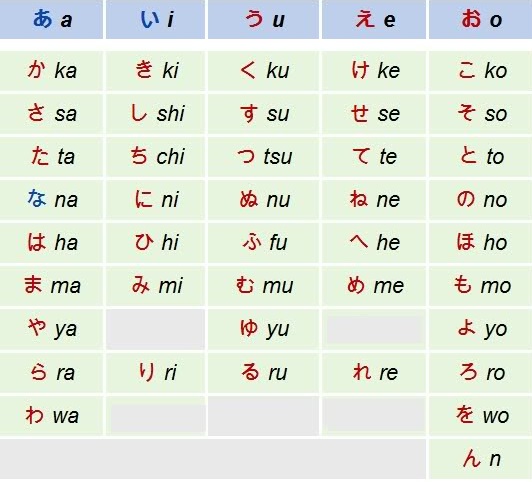 あ a い i う u え e お o
か ka き ki く ku け ke こ ko
さ sa し shi す su せ se そ so
た ta ち chi つ tsu て te と to
な na に ni ぬ nu ね ne の no
は ha ひ hi ふ fu へ he ほ ho
ま ma み mi む mu め me も mo
や ya ゆ yu よ yo
ら ra り ri る ru れ re ろ ro
わ wa を wo
ん n